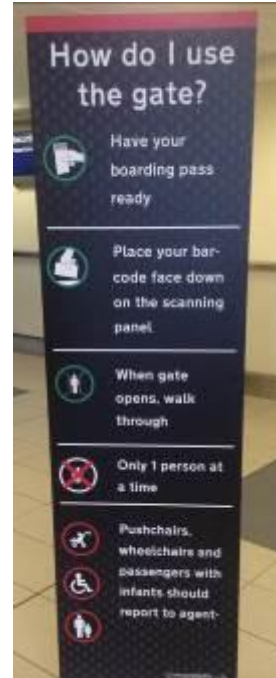 How do I use
the gate?
Have your
boarding pass
ready
Place your bar-
code face down
on the scanning
panel
When gate
opens, walk
through
Only 1 person at
a time
Pushchairs,
wheelchairs and
passengers with
infants should
report to agent-